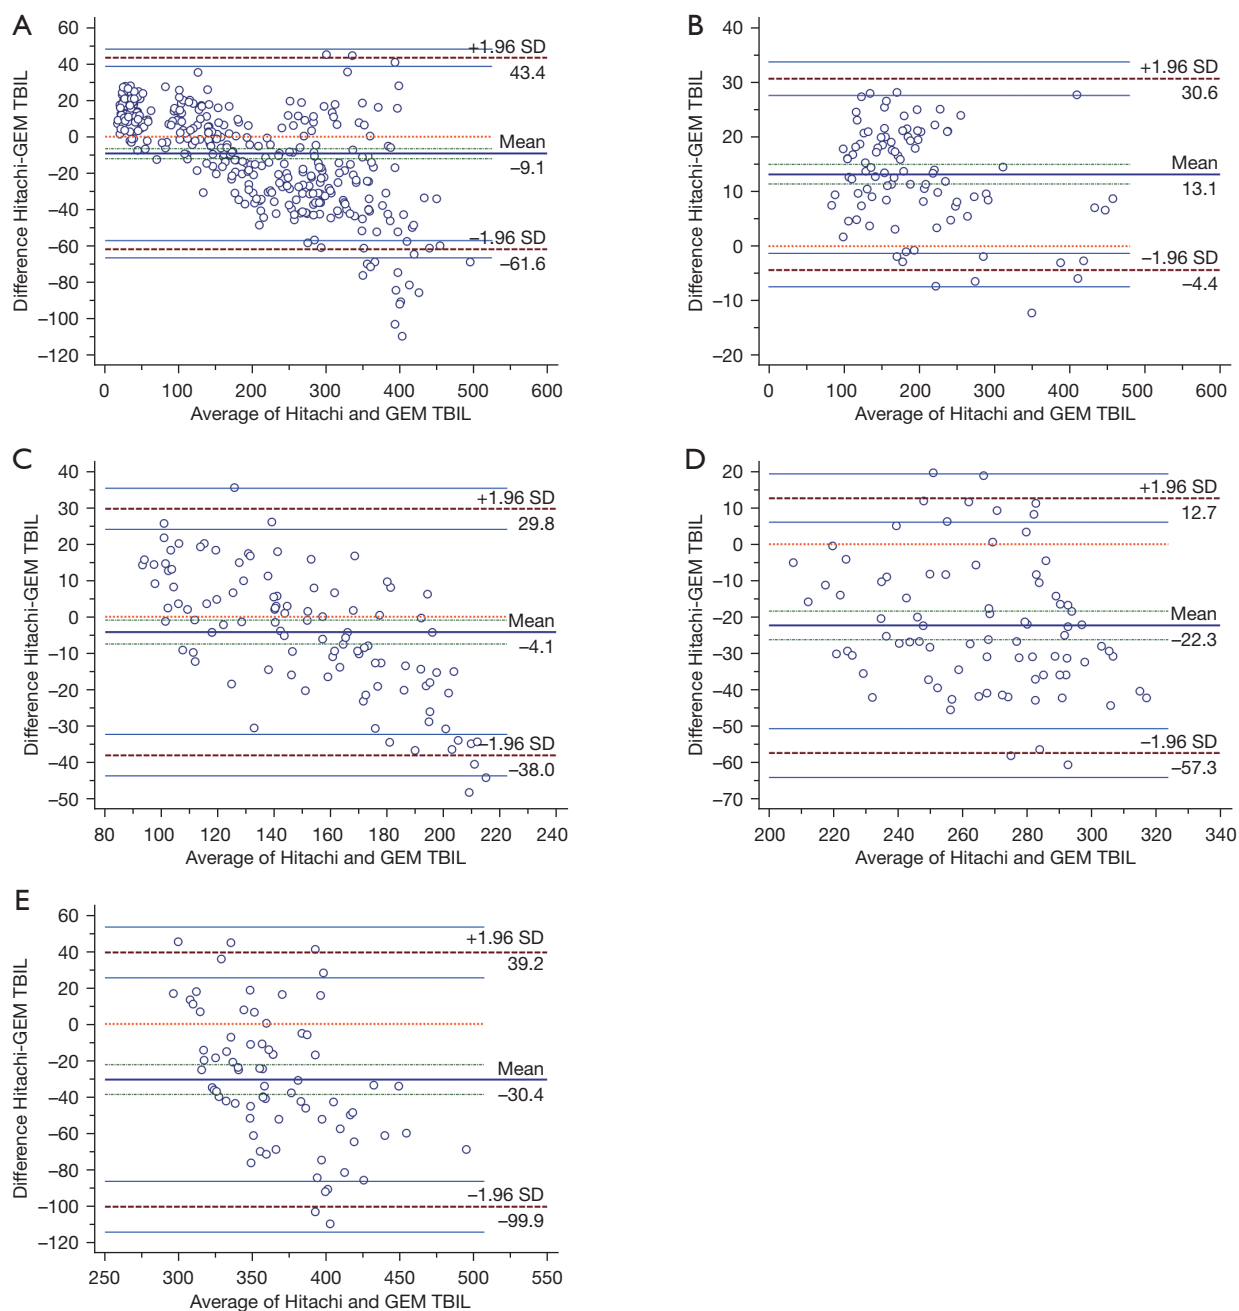 A
Difference Hitachi-GEM TBIL
60
40
20
0
−20
−40
−60
−80
−100
−120
+1.96 SD
43.4
Mean
−9.1
−1.96 SD
−61.6
0 100 200 300 400 500 600
Average of Hitachi and GEM TBIL
B
Difference Hitachi-GEM TBIL
40
30
20
10
0
−10
−20
+1.96 SD
30.6
Mean
13.1
−1.96 SD
−4.4
0 100 200 300 400 500 600
Average of Hitachi and GEM TBIL
C
Difference Hitachi-GEM TBIL
40
30
20
10
0
−10
−20
−30
−40
−50
+1.96 SD
29.8
Mean
−4.1
−1.96 SD
−38.0
80 100 120 140 160 180 200 220 240
Average of Hitachi and GEM TBIL
D
Difference Hitachi-GEM TBIL
20
10
0
−10
−20
−30
−40
−50
−60
−70
+1.96 SD
12.7
Mean
−22.3
−1.96 SD
−57.3
200 220 240 260 280 300 320 340
Average of Hitachi and GEM TBIL
E
Difference Hitachi-GEM TBIL
60
40
20
0
−20
−40
−60
−80
−100
−120
+1.96 SD
39.2
Mean
−30.4
−1.96 SD
−99.9
250 300 350 400 450 500 550
Average of Hitachi and GEM TBIL